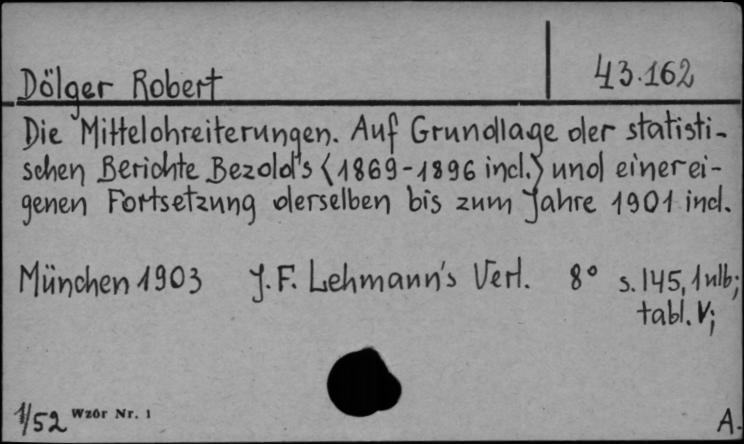 Dölger Robert
43.162
Die Mittelohreiterungen. Auf Grundlage der statisti-
schen Berichte Bezold's <1869-1896 incl.> und einer ei-
genen Fortsetzung derselben bis zum Jahre 1901 incl.
München 1903 J.F. Lehmann's Verl. 8° s. 145, 1 nlb;
tabl. V;
1/52 Wzór Nr. 1
A.